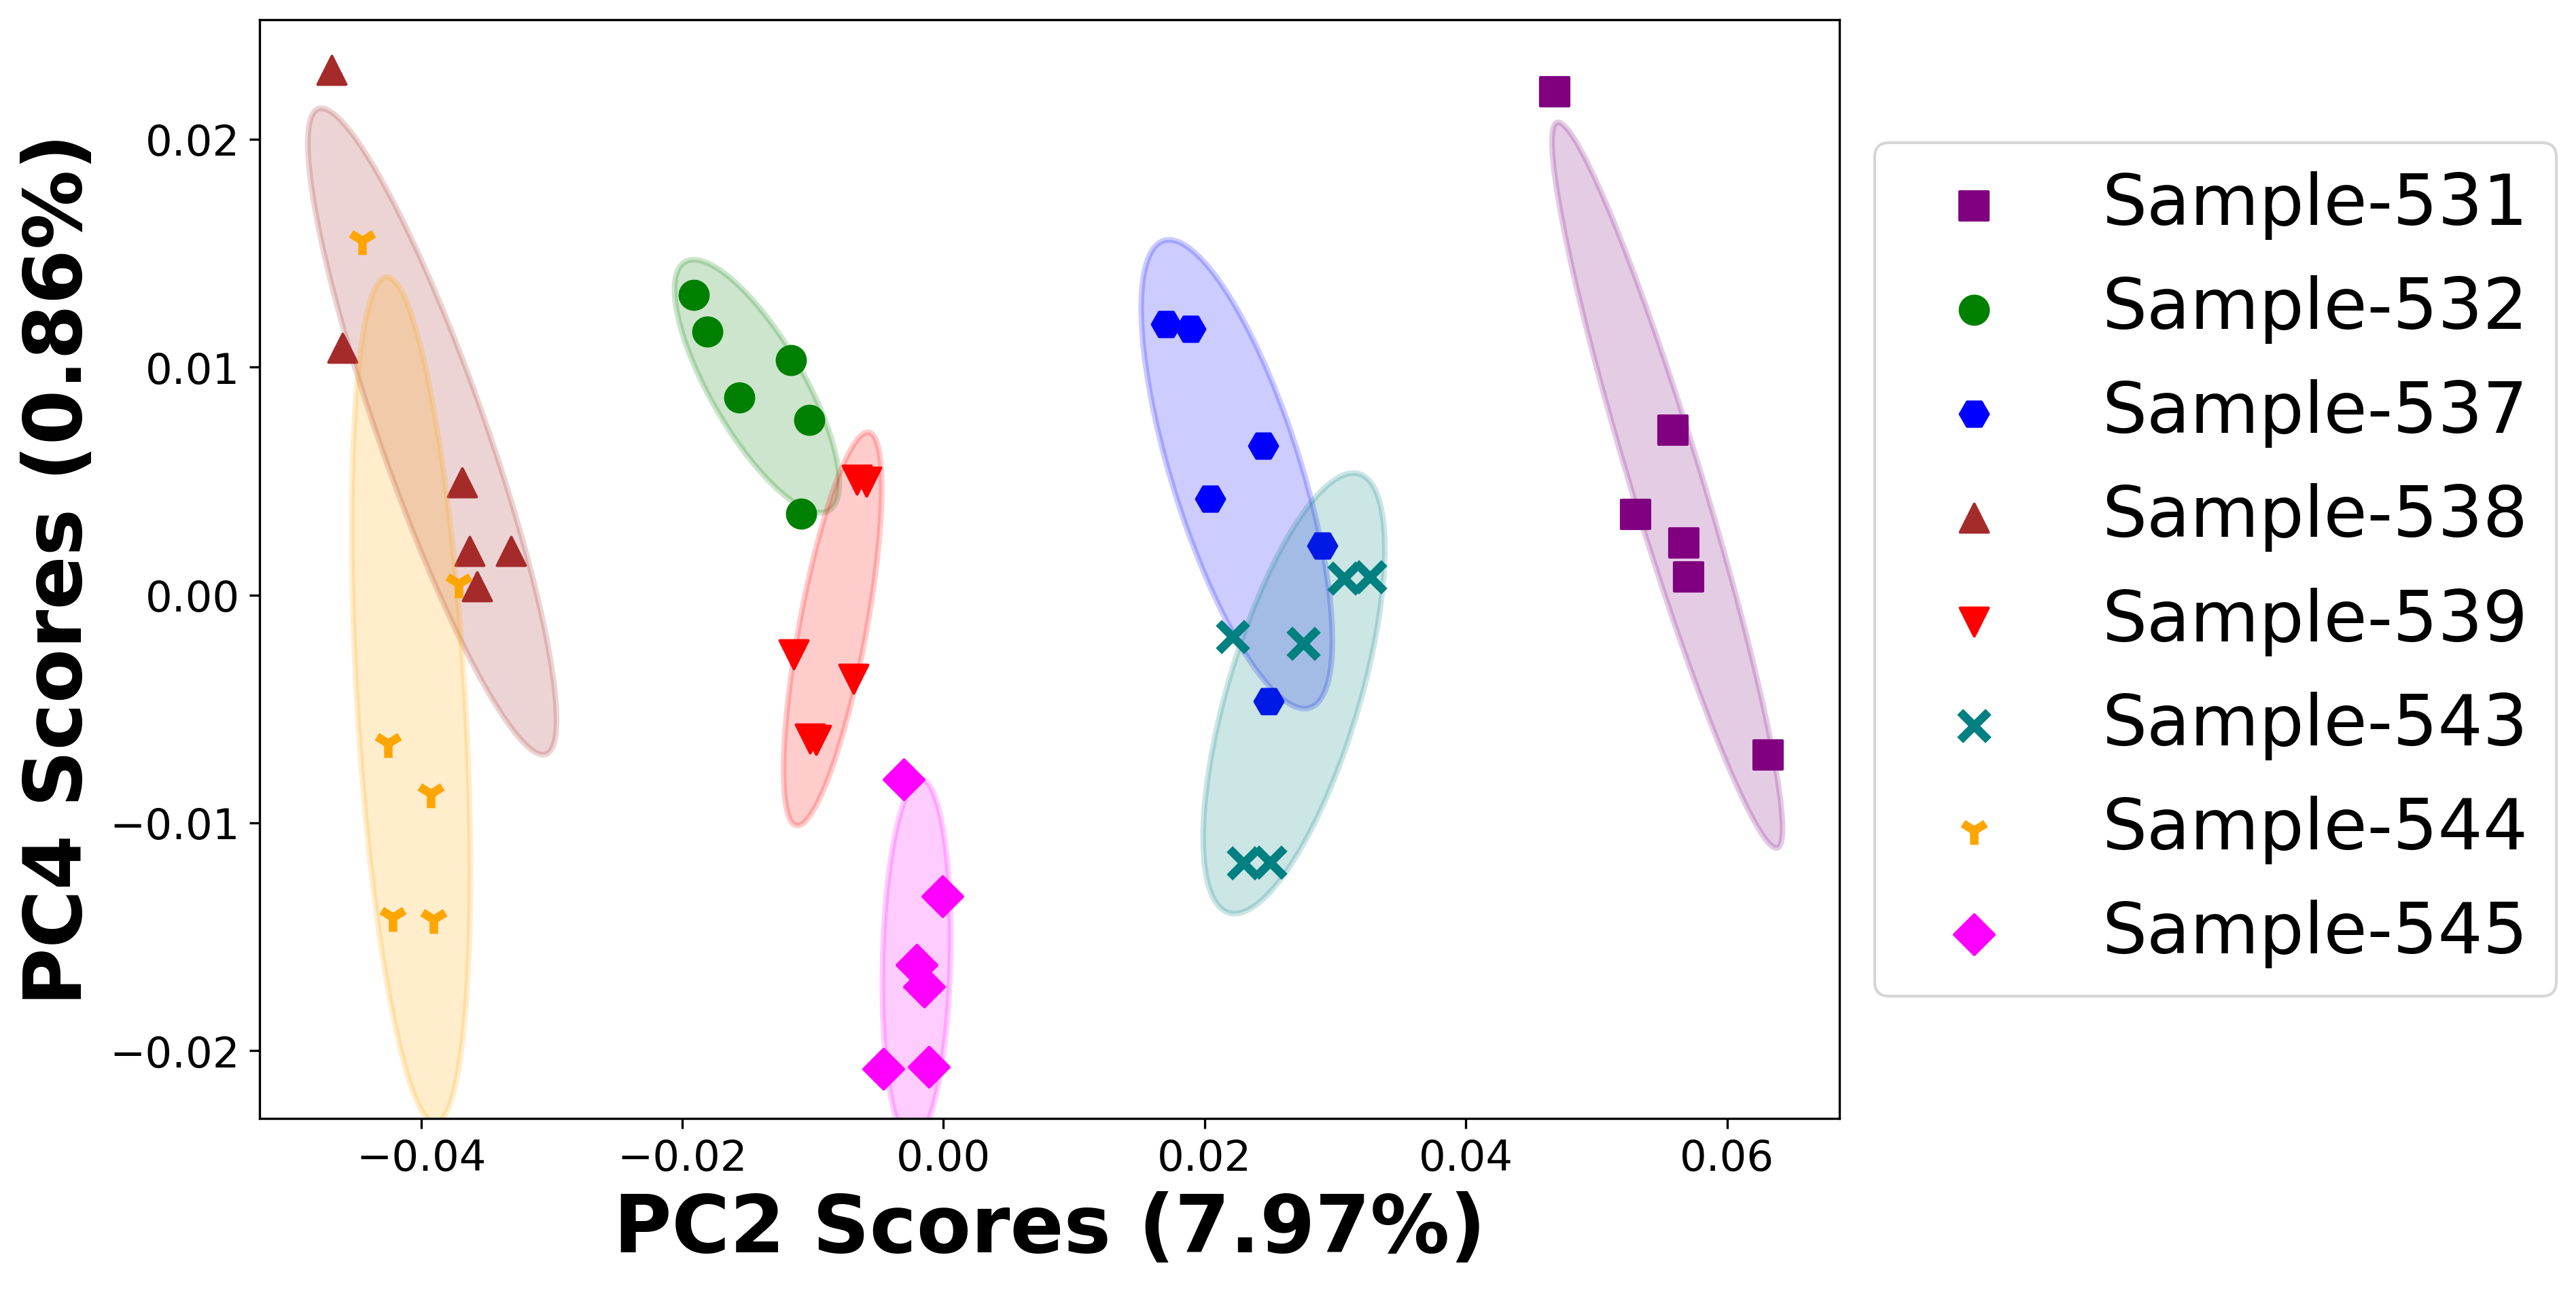 PC4 Scores (0.86%)
0.02
0.01
0.00
−0.01
−0.02
−0.04
−0.02
0.00
0.02
0.04
0.06
PC2 Scores (7.97%)
Sample-531
Sample-532
Sample-537
Sample-538
Sample-539
Sample-543
Sample-544
Sample-545